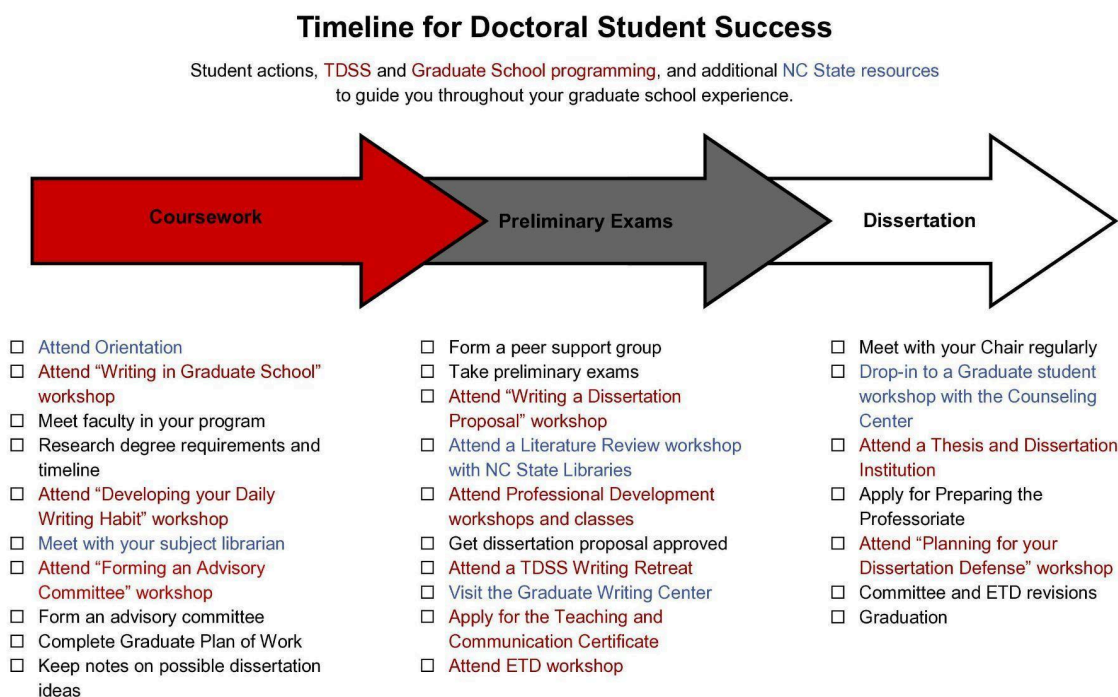 Timeline for Doctoral Student Success
Student actions, TDSS and Graduate School programming, and additional NC State resources
to guide you throughout your graduate school experience.
Coursework
Preliminary Exams
Dissertation
Attend Orientation
Attend “Writing in Graduate School”
workshop
Meet faculty in your program
Research degree requirements and
timeline
Attend “Developing your Daily
Writing Habit” workshop
Meet with your subject librarian
Attend “Forming an Advisory
Committee” workshop
Form an advisory committee
Complete Graduate Plan of Work
Keep notes on possible dissertation
ideas
Form a peer support group
Take preliminary exams
Attend “Writing a Dissertation
Proposal” workshop
Attend a Literature Review workshop
with NC State Libraries
Attend Professional Development
workshops and classes
Get dissertation proposal approved
Attend a TDSS Writing Retreat
Visit the Graduate Writing Center
Apply for the Teaching and
Communication Certificate
Attend ETD workshop
Meet with your Chair regularly
Drop-in to a Graduate student
workshop with the Counseling
Center
Attend a Thesis and Dissertation
Institution
Apply for Preparing the
Professoriate
Attend “Planning for your
Dissertation Defense” workshop
Committee and ETD revisions
Graduation